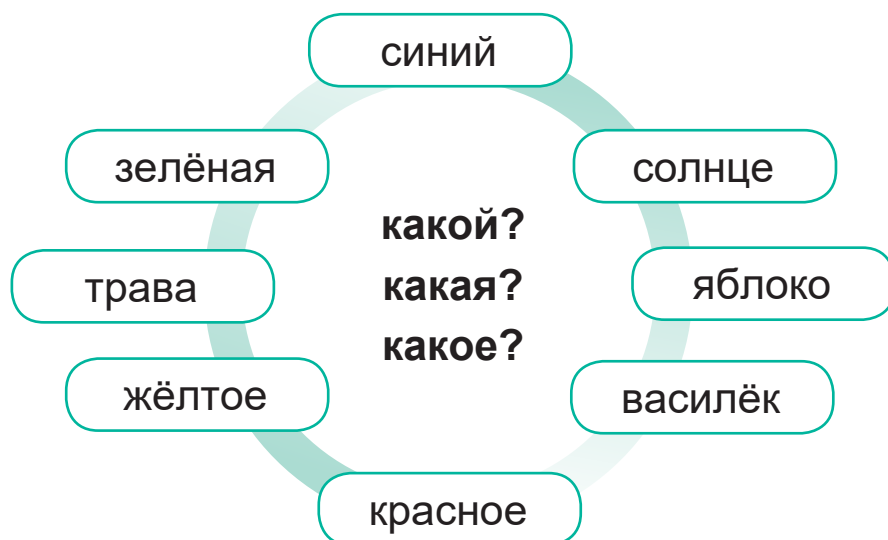 синий
зелёная
солнце
какой?
трава
какая?
яблоко
какое?
жёлтое
василёк
красное